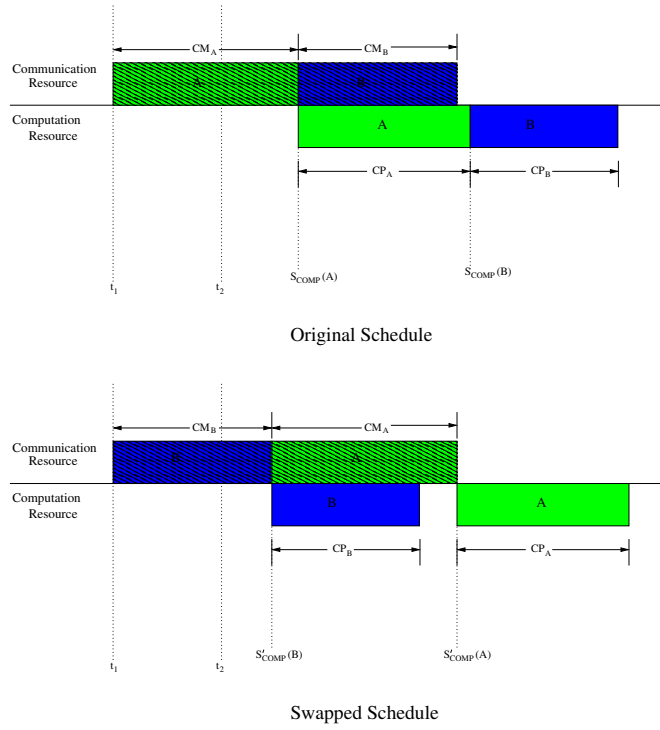 CM_A CM_B
Communication
Resource
A B
Computation
Resource
A B
CP_A CP_B
S_COMP(A) S_COMP(B)
t_1 t_2
Original Schedule
CM_B CM_A
Communication
Resource
B A
Computation
Resource
B A
CP_B CP_A
t_1 t_2 S'_COMP(B) S'_COMP(A)
Swapped Schedule